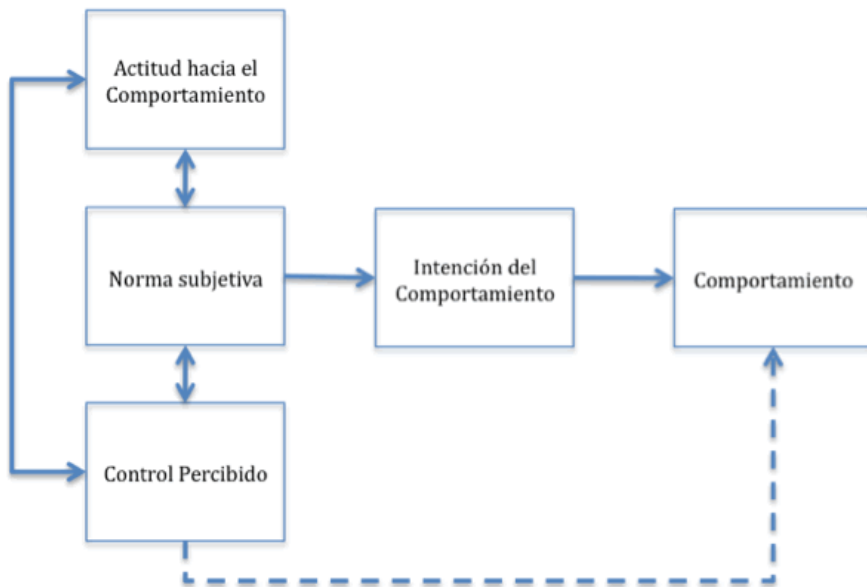 Actitud hacia el
Comportamiento
Norma subjetiva
Intención del
Comportamiento
Comportamiento
Control Percibido